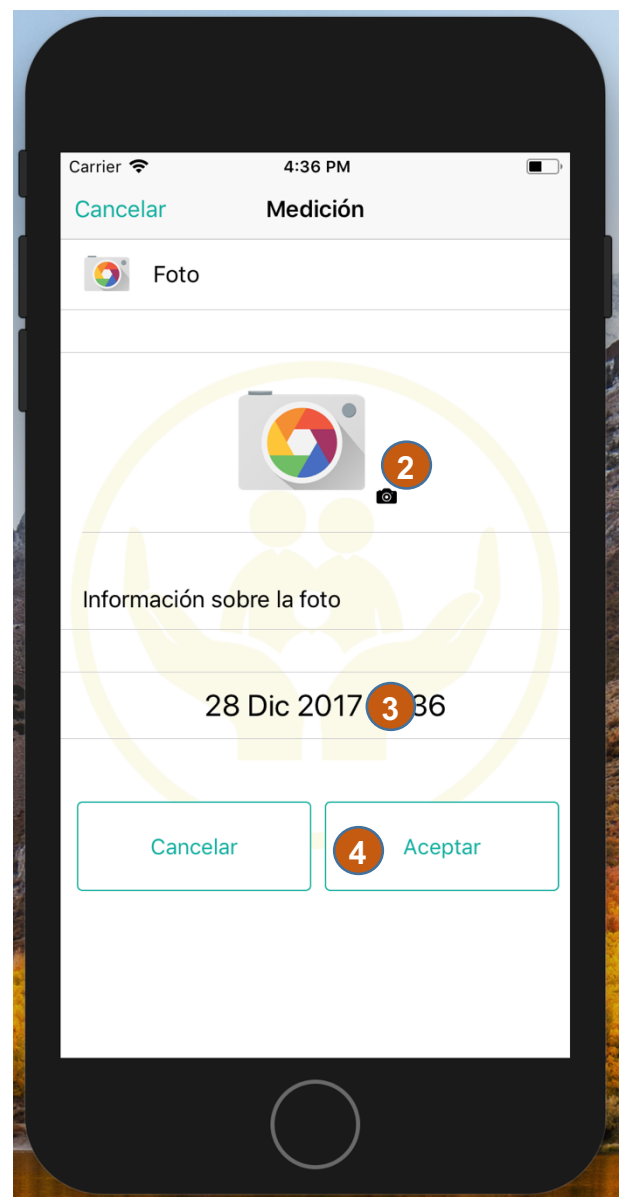 Carrier 4:36 PM
Cancelar Medición
Foto
2
Información sobre la foto
28 Dic 2017 3 36
Cancelar 4 Aceptar